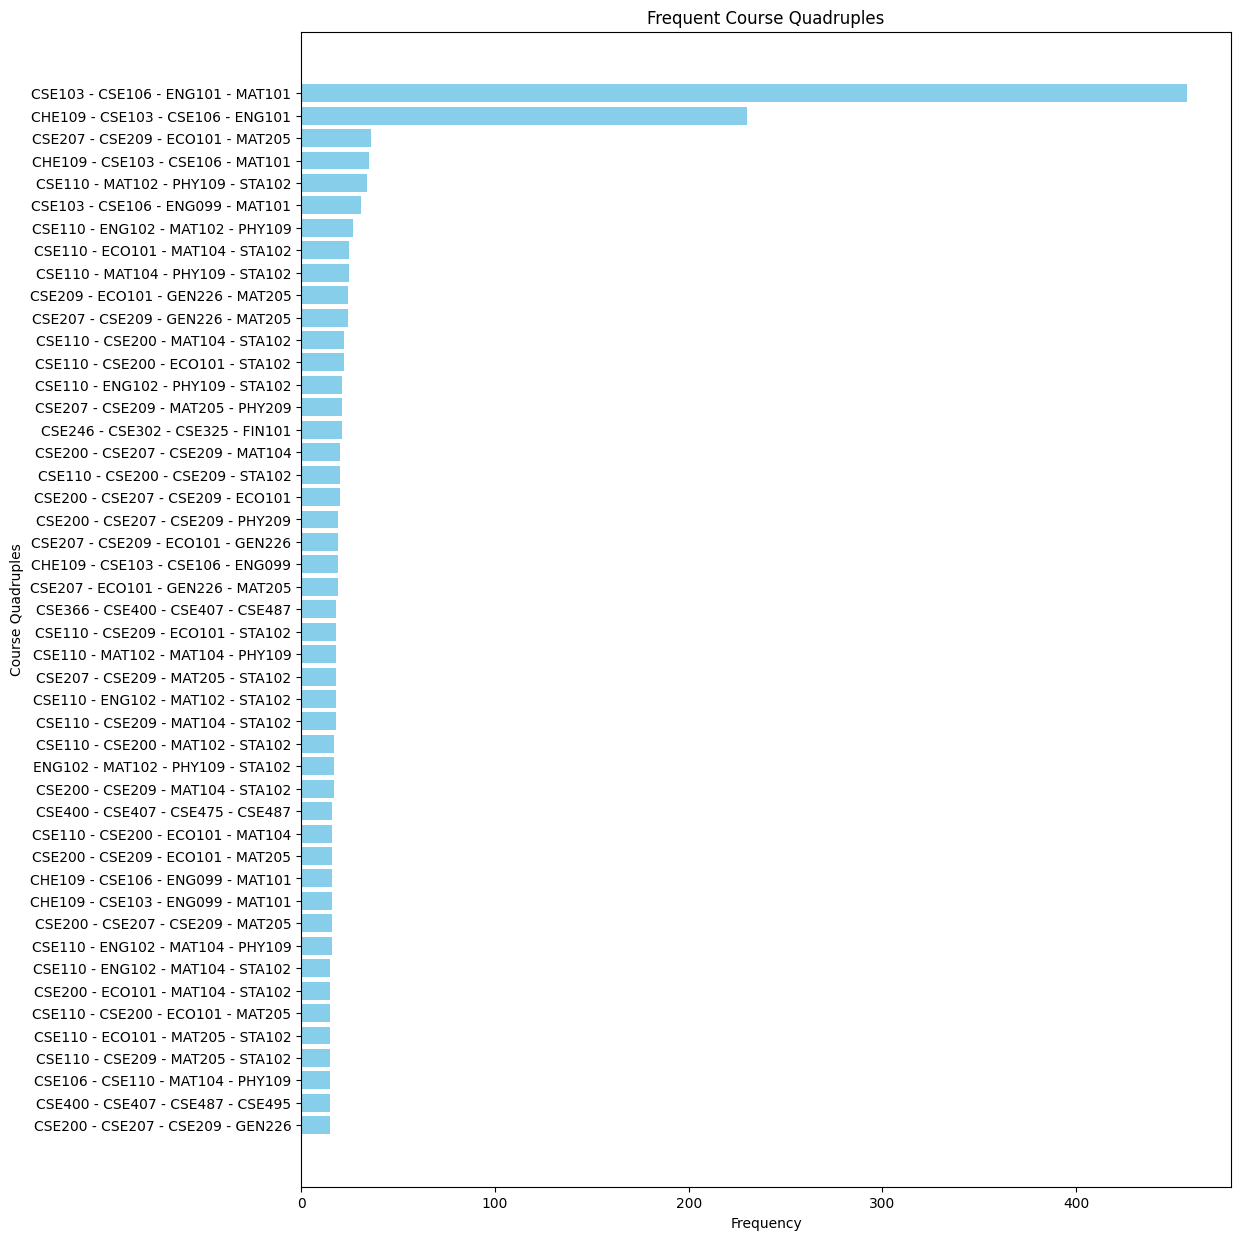 Frequent Course Quadruples
CSE103 - CSE106 - ENG101 - MAT101
CHE109 - CSE103 - CSE106 - ENG101
CSE207 - CSE209 - ECO101 - MAT205
CHE109 - CSE103 - CSE106 - MAT101
CSE110 - MAT102 - PHY109 - STA102
CSE103 - CSE106 - ENG099 - MAT101
CSE110 - ENG102 - MAT102 - PHY109
CSE110 - ECO101 - MAT104 - STA102
CSE110 - MAT104 - PHY109 - STA102
CSE209 - ECO101 - GEN226 - MAT205
CSE207 - CSE209 - GEN226 - MAT205
CSE110 - CSE200 - MAT104 - STA102
CSE110 - CSE200 - ECO101 - STA102
CSE110 - ENG102 - PHY109 - STA102
CSE207 - CSE209 - MAT205 - PHY209
CSE246 - CSE302 - CSE325 - FIN101
CSE200 - CSE207 - CSE209 - MAT104
CSE110 - CSE200 - CSE209 - STA102
CSE200 - CSE207 - CSE209 - ECO101
CSE200 - CSE207 - CSE209 - PHY209
CSE207 - CSE209 - ECO101 - GEN226
CHE109 - CSE103 - CSE106 - ENG099
CSE207 - ECO101 - GEN226 - MAT205
CSE366 - CSE400 - CSE407 - CSE487
CSE110 - CSE209 - ECO101 - STA102
CSE110 - MAT102 - MAT104 - PHY109
CSE207 - CSE209 - MAT205 - STA102
CSE110 - ENG102 - MAT102 - STA102
CSE110 - CSE209 - MAT104 - STA102
CSE110 - CSE200 - MAT102 - STA102
ENG102 - MAT102 - PHY109 - STA102
CSE200 - CSE209 - MAT104 - STA102
CSE400 - CSE407 - CSE475 - CSE487
CSE110 - CSE200 - ECO101 - MAT104
CSE200 - CSE209 - ECO101 - MAT205
CHE109 - CSE106 - ENG099 - MAT101
CHE109 - CSE103 - ENG099 - MAT101
CSE200 - CSE207 - CSE209 - MAT205
CSE110 - ENG102 - MAT104 - PHY109
CSE110 - ENG102 - MAT104 - STA102
CSE200 - ECO101 - MAT104 - STA102
CSE110 - CSE200 - ECO101 - MAT205
CSE110 - ECO101 - MAT205 - STA102
CSE110 - CSE209 - MAT205 - STA102
CSE106 - CSE110 - MAT104 - PHY109
CSE400 - CSE407 - CSE487 - CSE495
CSE200 - CSE207 - CSE209 - GEN226
Course Quadruples
0 100 200 300 400
Frequency